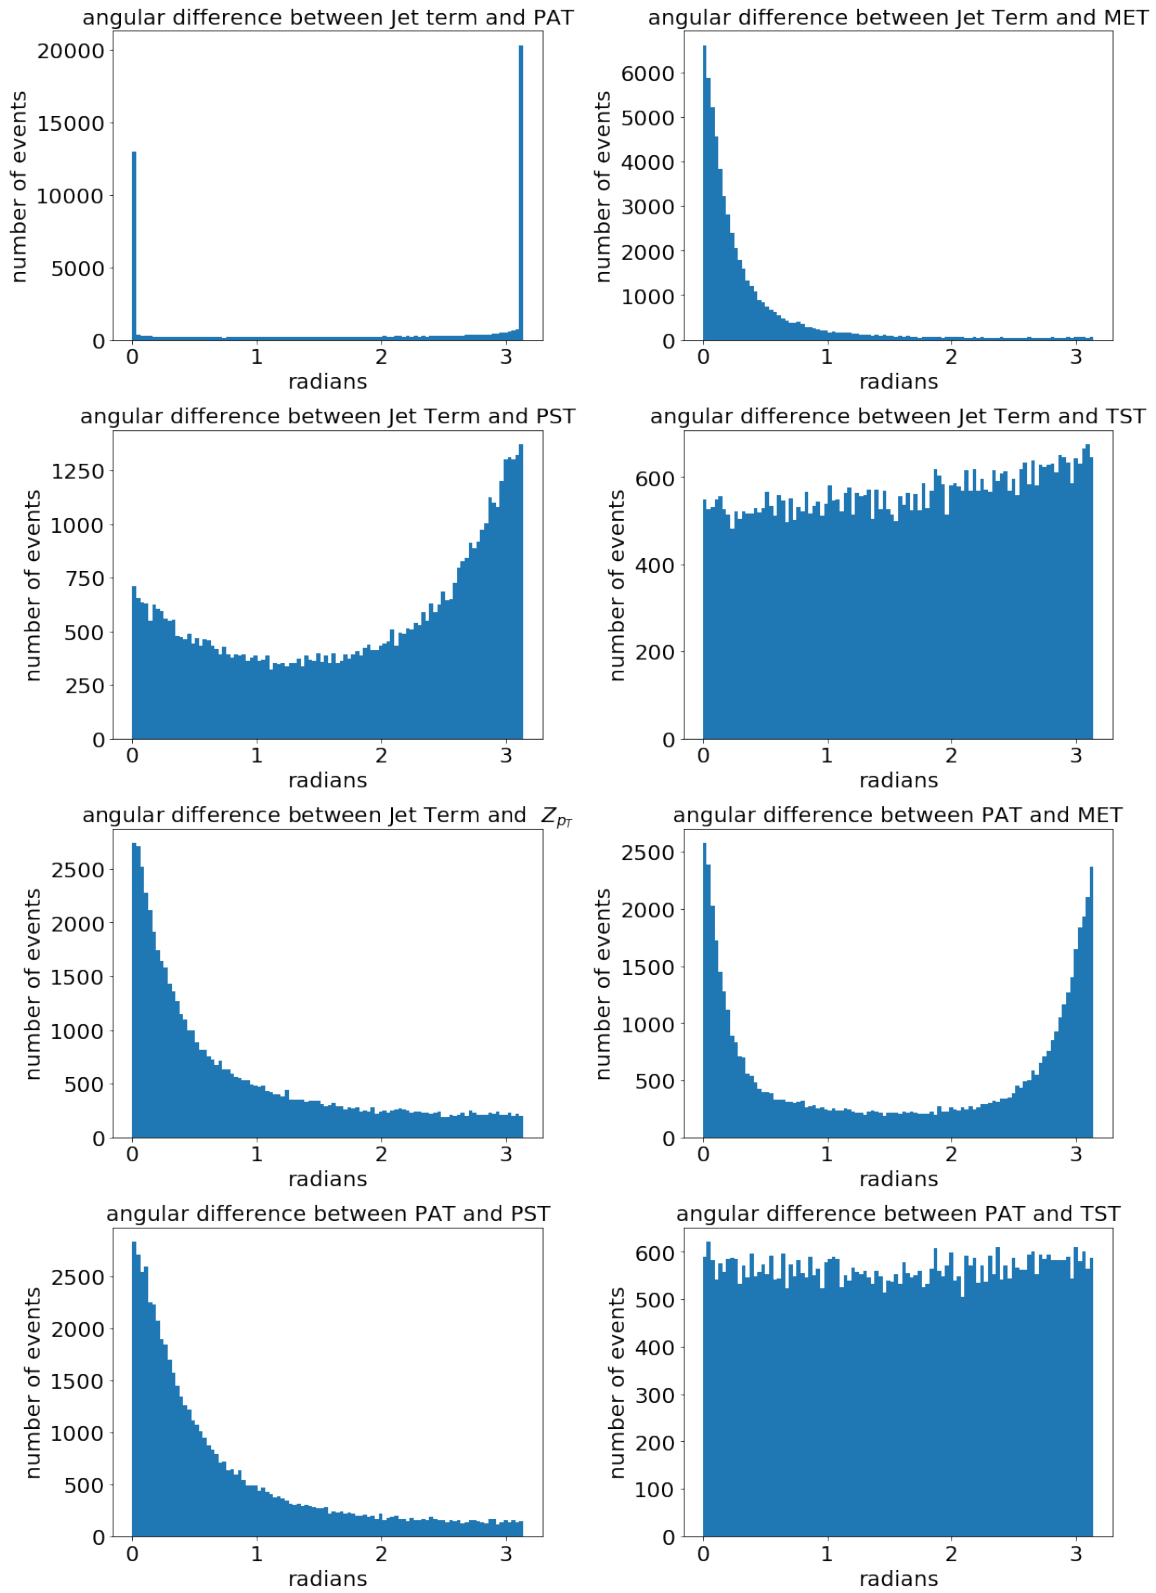 angular difference between Jet term and PAT
number of events
20000
15000
10000
5000
0
0 1 2 3
radians
angular difference between Jet Term and MET
number of events
6000
5000
4000
3000
2000
1000
0
0 1 2 3
radians
angular difference between Jet Term and PST
number of events
1250
1000
750
500
250
0
0 1 2 3
radians
angular difference between Jet Term and TST
number of events
600
400
200
0
0 1 2 3
radians
angular difference between Jet Term and $Z_{p_T}$
number of events
2500
2000
1500
1000
500
0
0 1 2 3
radians
angular difference between PAT and MET
number of events
2500
2000
1500
1000
500
0
0 1 2 3
radians
angular difference between PAT and PST
number of events
2500
2000
1500
1000
500
0
0 1 2 3
radians
angular difference between PAT and TST
number of events
600
500
400
300
200
100
0
0 1 2 3
radians